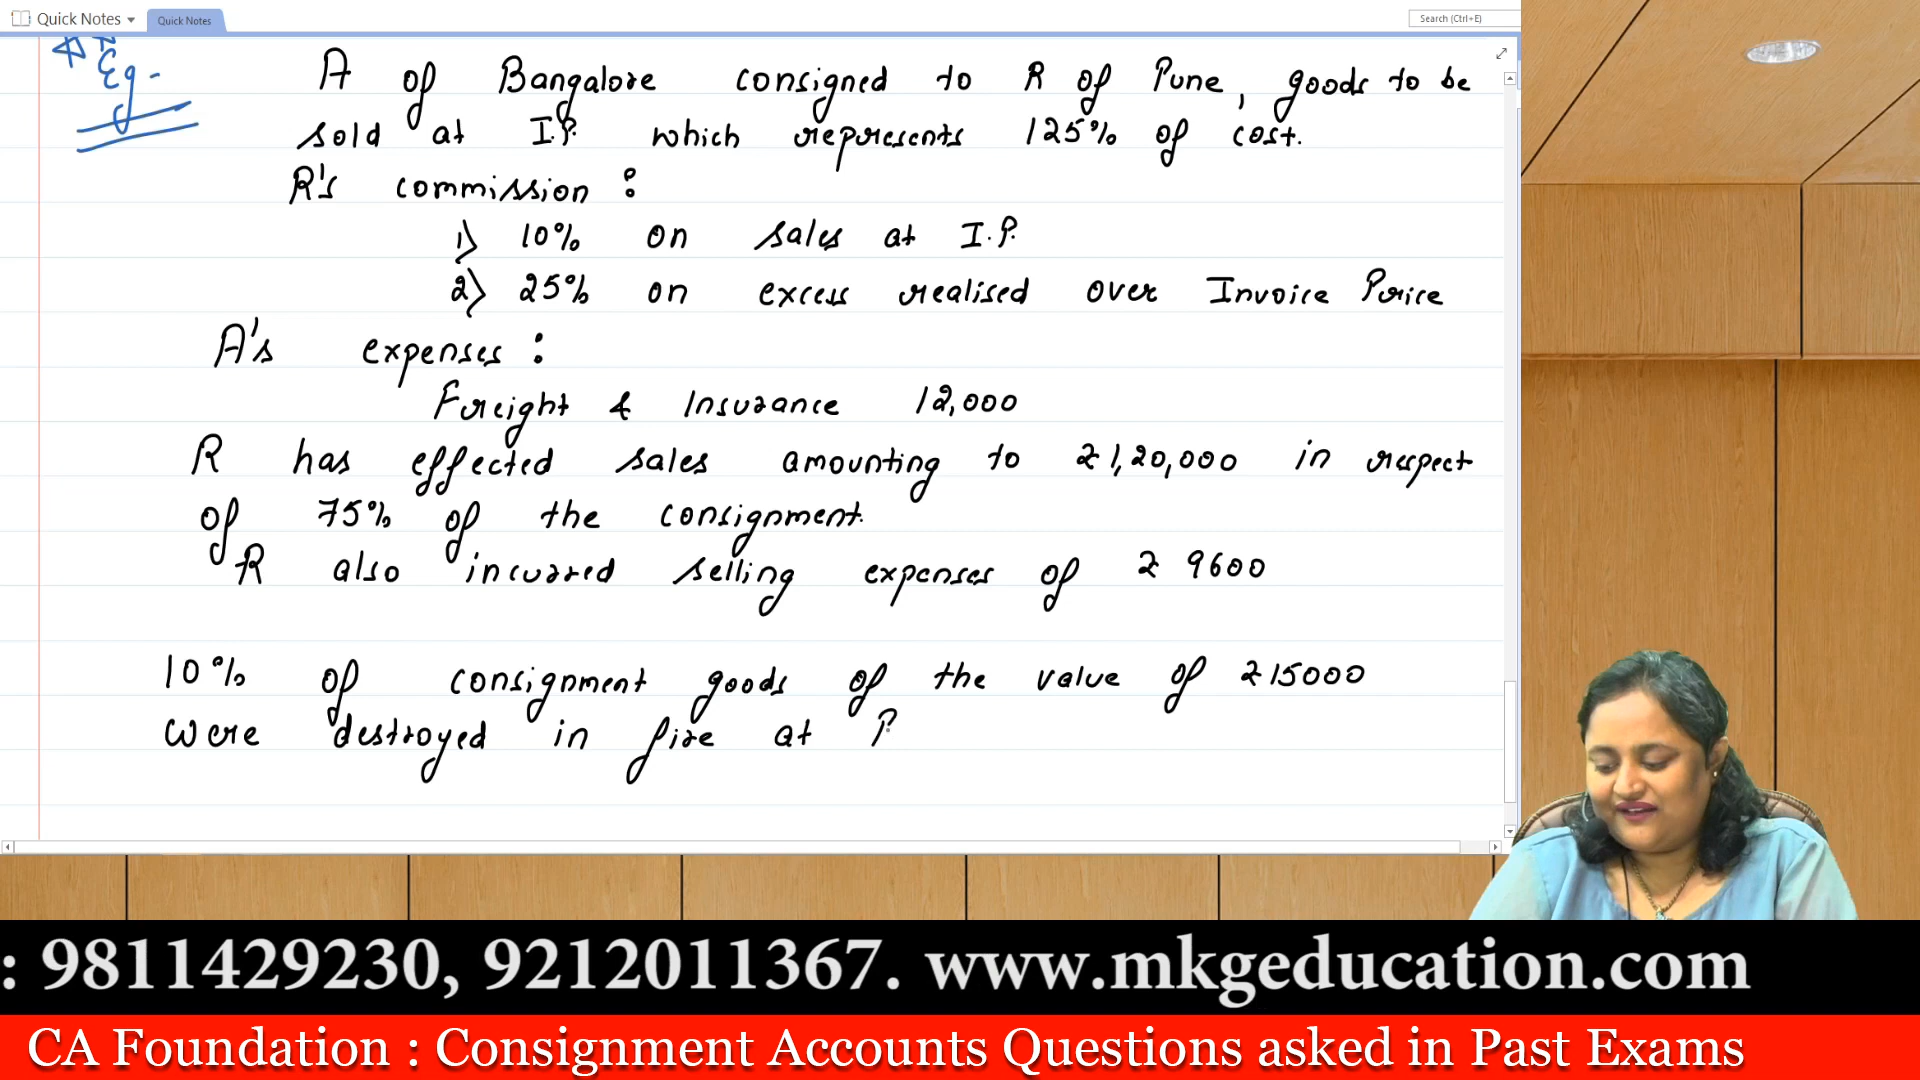 Quick Notes
Quick Notes
Search (Ctrl+E)
Eg -
A of Bangalore consigned to R of Pune, goods to be
sold at I.P. which represents 125% of cost.
R's commission :
1) 10% on sales at I.P.
2) 25% on excess realised over Invoice Price
A's expenses :
Freight & Insurance 12,000
R has effected sales amounting to ₹1,20,000 in respect
of 75% of the consignment.
R also incurred selling expenses of ₹ 9600
10% of consignment goods of the value of ₹15000
were destroyed in fire at P
: 9811429230, 9212011367. www.mkgeducation.com
CA Foundation : Consignment Accounts Questions asked in Past Exams